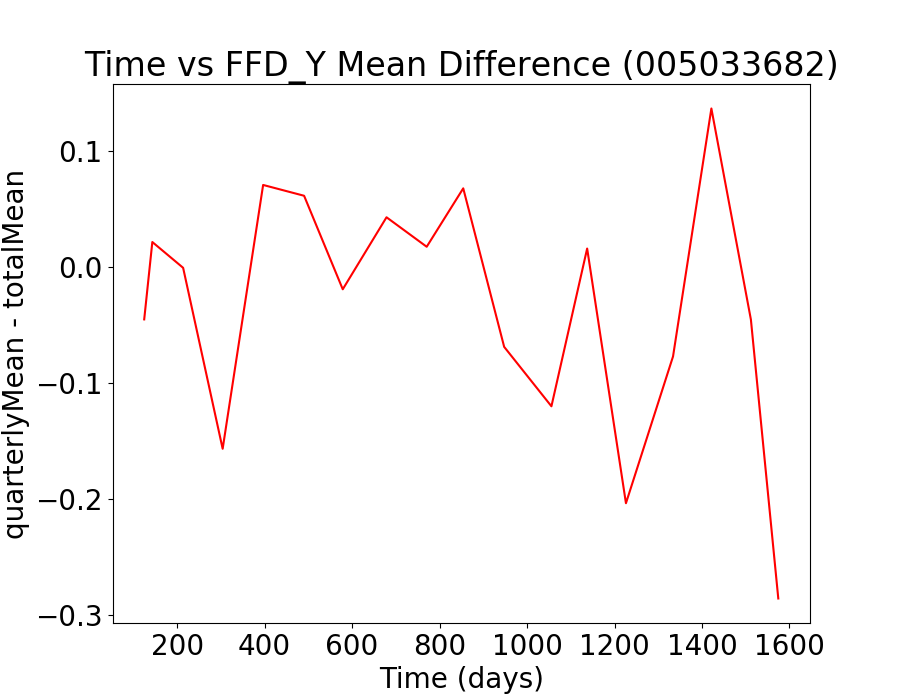 Time vs FFD_Y Mean Difference (005033682)
quarterlyMean - totalMean
0.1
0.0
−0.1
−0.2
−0.3
200 400 600 800 1000 1200 1400 1600
Time (days)